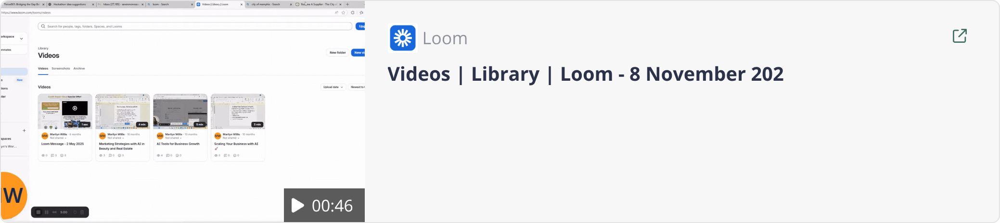 Thrive901: Bridging the Gap Bet
Hackathon idea suggestions
Inbox (27,195) - sevenmonreau
loom - Search
Videos | Library | Loom
city of memphis - Search
Become A Supplier - The City o
https://www.loom.com/looms/videos
Search for people, tags, folders, Spaces, and Looms
Upg
orkspace
mmates
Library
Videos
New folder
New vi
Videos Screenshots Archive
s New
tions
ter
Videos
Upload date
Newest to
Credit Repair Cloud Special Offer!
1 sec
4 min
5 min
3 min
MW Marilyn Willis · 6 months
Not shared
Loom Message - 2 May 2025
0 0 0
MW Marilyn Willis · 10 months
Not shared
Marketing Strategies with AI in
Beauty and Real Estate
3 0 0
MW Marilyn Willis · 10 months
Not shared
AI Tools for Business Growth
4 0 0
MW Marilyn Willis · 10 months
Not shared
Scaling Your Business with AI
🚀
0 0
+
spaces
yn's Wor...
W
5:00
00:46
Loom
Videos | Library | Loom - 8 November 202